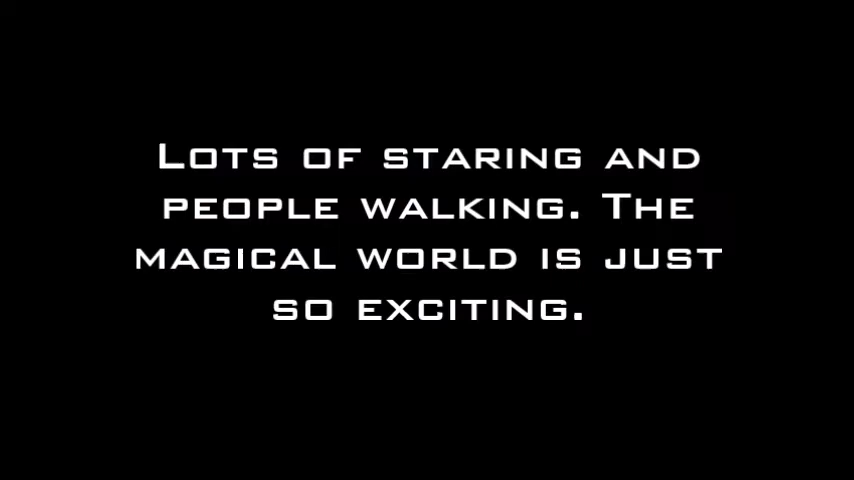 Lots of staring and
people walking. The
magical world is just
so exciting.